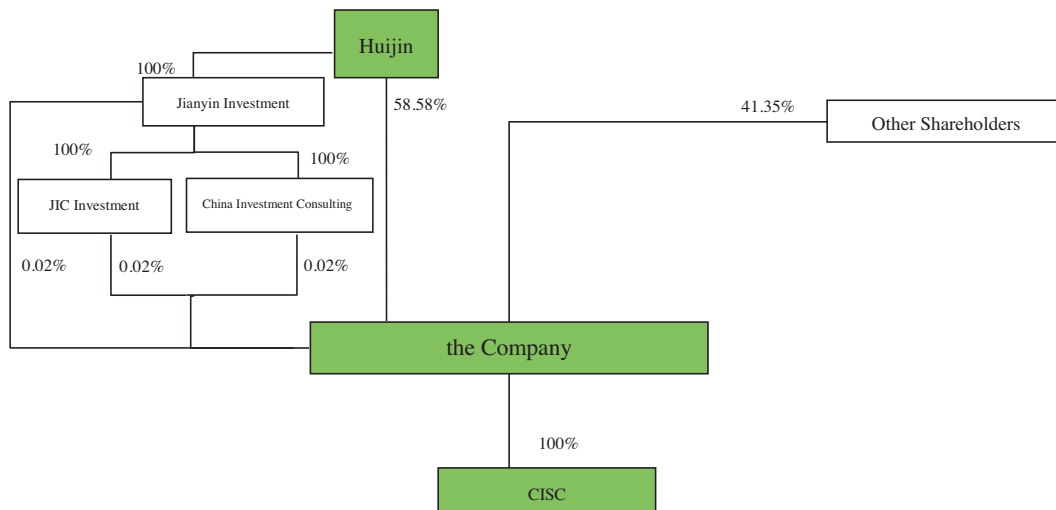 Huijin
100%
Jianyin Investment
58.58%
41.35%
Other Shareholders
100%
100%
JIC Investment
China Investment Consulting
0.02%
0.02%
0.02%
the Company
100%
CISC